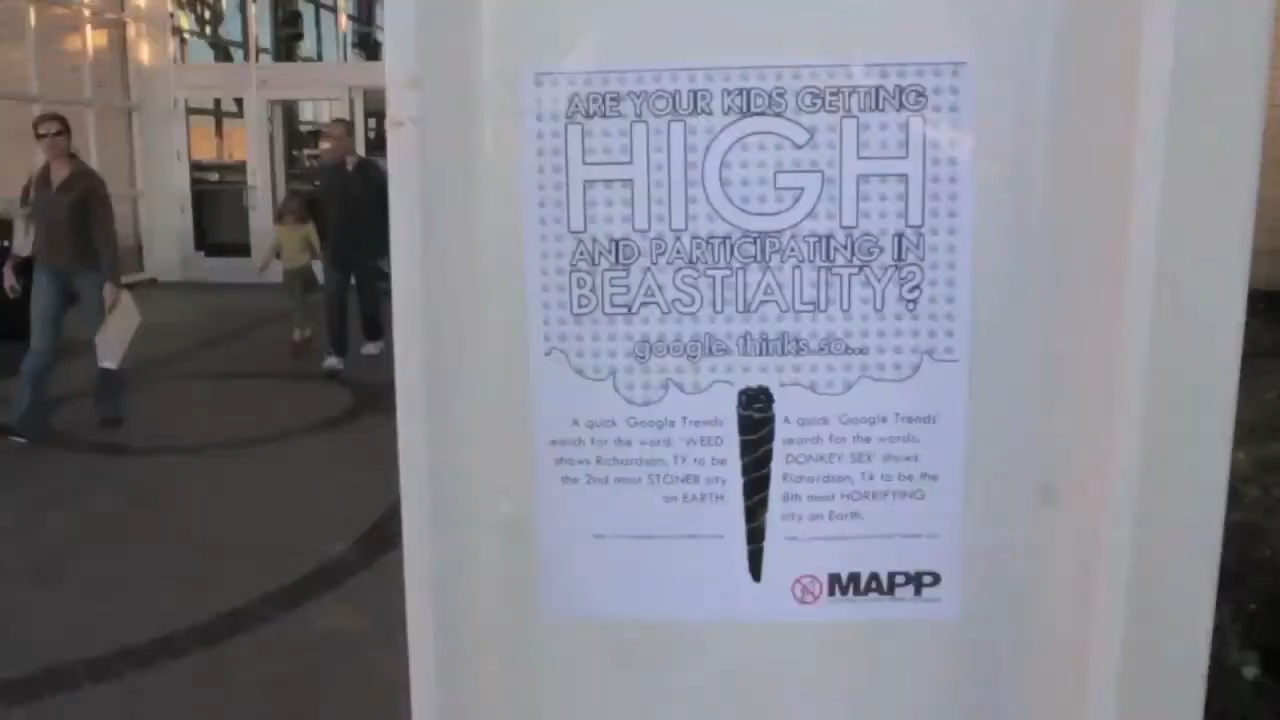 ARE YOUR KIDS GETTING
HIGH
AND PARTICIPATING IN
BEASTIALITY?
google thinks so...
A quick 'Google Trends'
search for the word: 'WEED'
shows Richardson, TX to be
the 2nd most STONER city
on EARTH.
A quick 'Google Trends'
search for the words:
'DONKEY SEX' shows
Richardson, TX to be the
8th most HORRIFYING
city on Earth.
MAPP